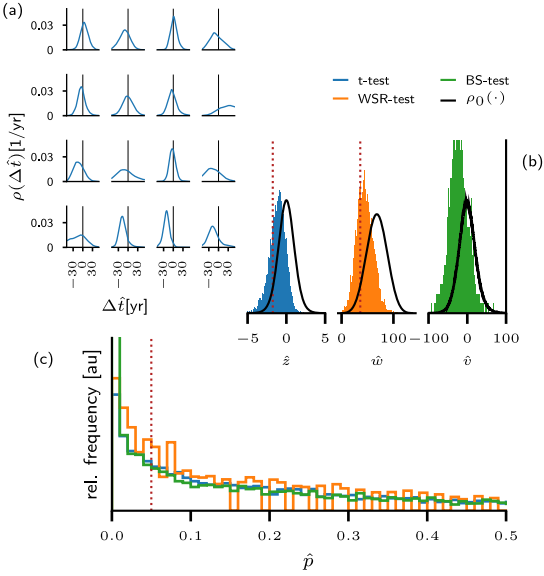 (a)
0.03
0
0.03
0
0.03
0
0.03
0
ρ(Δt̂)[1/yr]
−30 0 30 −30 0 30 −30 0 30 −30 0 30
Δt̂[yr]
t-test
WSR-test
BS-test
ρ₀(·)
(b)
−5 0 5
ẑ
0 100
ŵ
−100 0 100
v̂
(c)
rel. frequency [au]
0.0 0.1 0.2 0.3 0.4 0.5
p̂